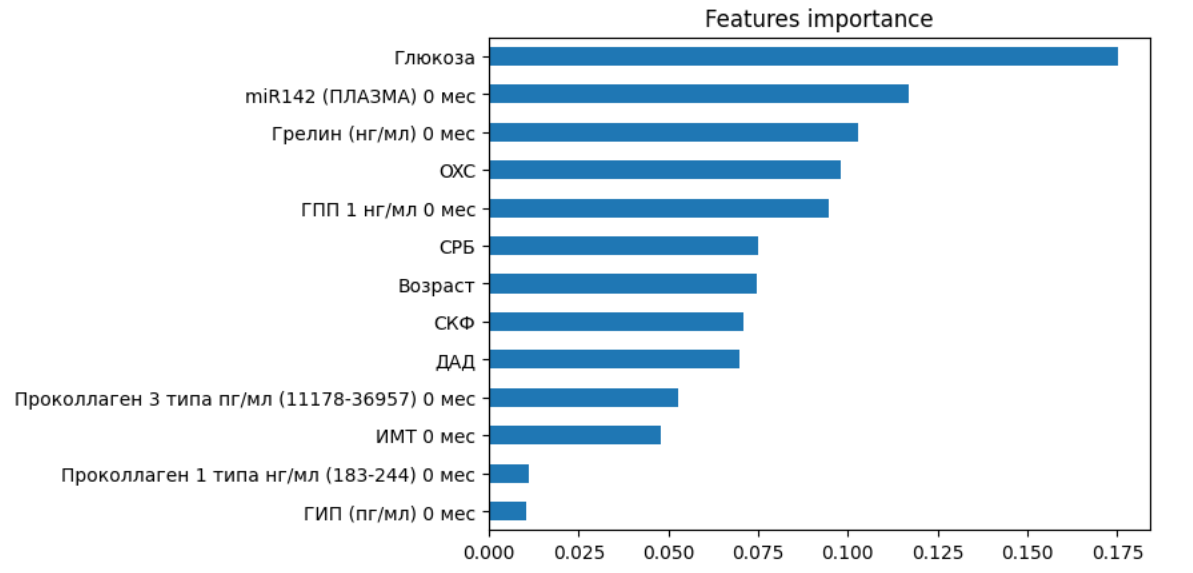 Features importance
Глюкоза
miR142 (ПЛАЗМА) 0 мес
Грелин (нг/мл) 0 мес
ОХС
ГПП 1 нг/мл 0 мес
СРБ
Возраст
СКФ
ДАД
Проколлаген 3 типа пг/мл (11178-36957) 0 мес
ИМТ 0 мес
Проколлаген 1 типа нг/мл (183-244) 0 мес
ГИП (пг/мл) 0 мес
0.000 0.025 0.050 0.075 0.100 0.125 0.150 0.175